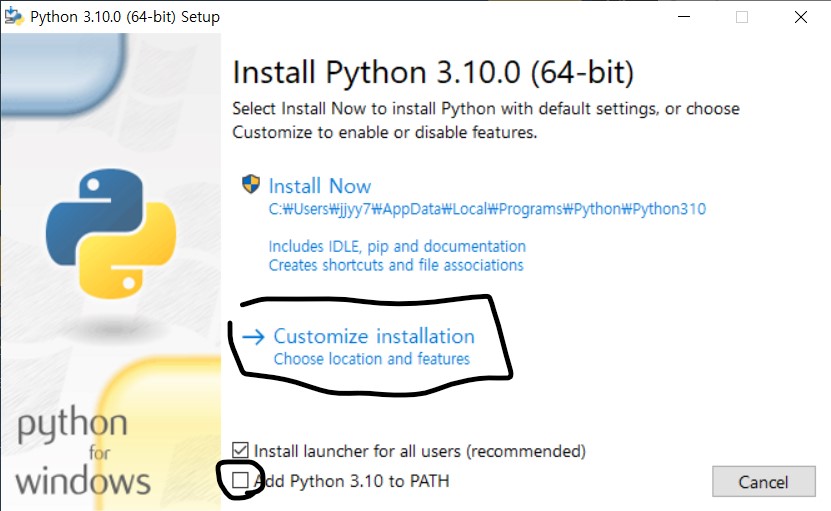 Python 3.10.0 (64-bit) Setup
Install Python 3.10.0 (64-bit)
Select Install Now to install Python with default settings, or choose
Customize to enable or disable features.
Install Now
C:₩Users₩jjyy7₩AppData₩Local₩Programs₩Python₩Python310
Includes IDLE, pip and documentation
Creates shortcuts and file associations
→ Customize installation
Choose location and features
Install launcher for all users (recommended)
Add Python 3.10 to PATH
Cancel
python
for
windows